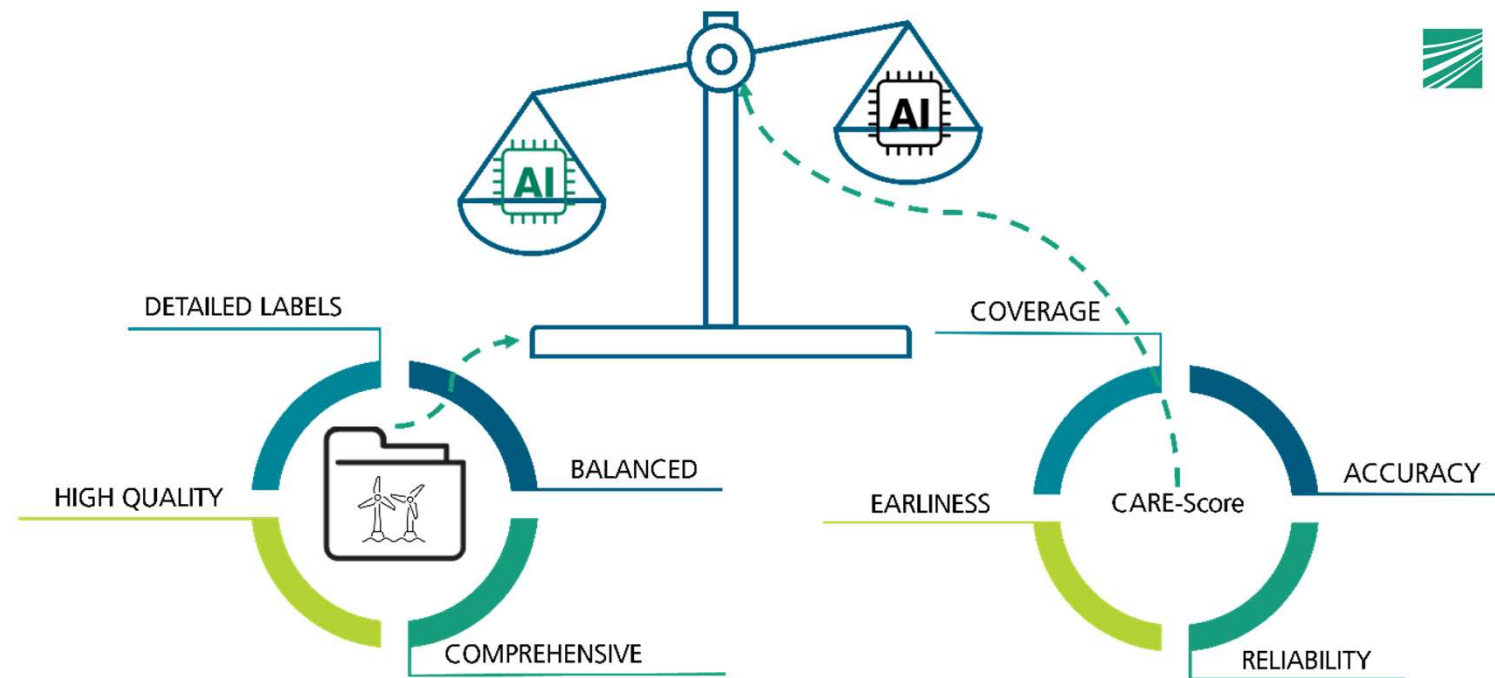 AI
AI
DETAILED LABELS
BALANCED
HIGH QUALITY
COMPREHENSIVE
COVERAGE
ACCURACY
EARLINESS
CARE-Score
RELIABILITY